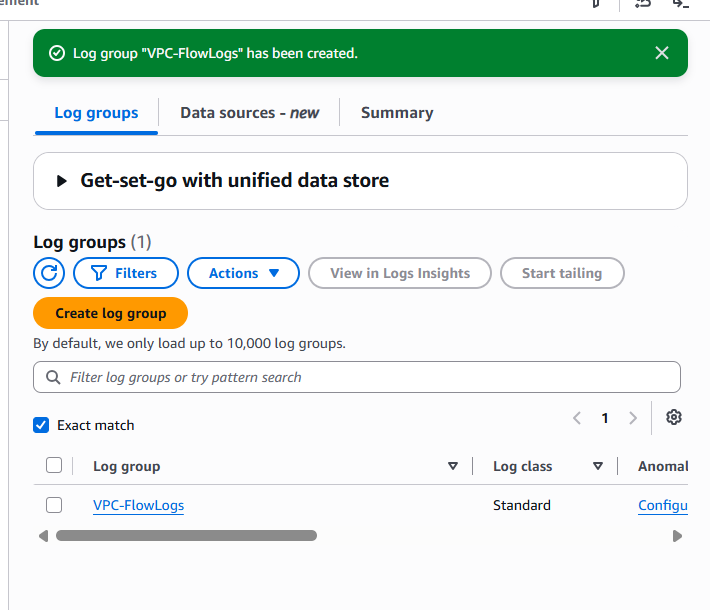 Log group "VPC-FlowLogs" has been created.
Log groups
Data sources - new
Summary
Get-set-go with unified data store
Log groups (1)
Filters
Actions
View in Logs Insights
Start tailing
Create log group
By default, we only load up to 10,000 log groups.
Filter log groups or try pattern search
Exact match
1
Log group
Log class
Anomal
VPC-FlowLogs
Standard
Configu